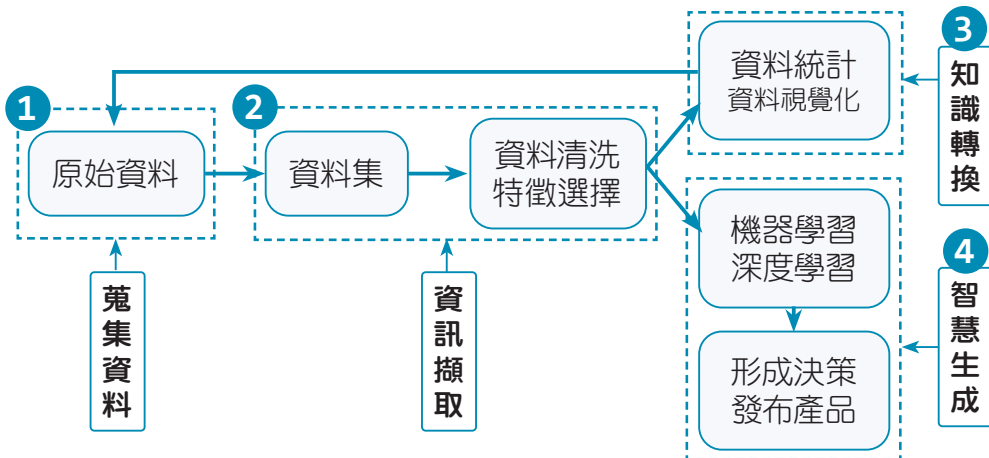 1
原始資料
蒐集資料
2
資料集
資料清洗
特徵選擇
資訊擷取
3
資料統計
資料視覺化
知識轉換
4
機器學習
深度學習
形成決策
發布產品
智慧生成